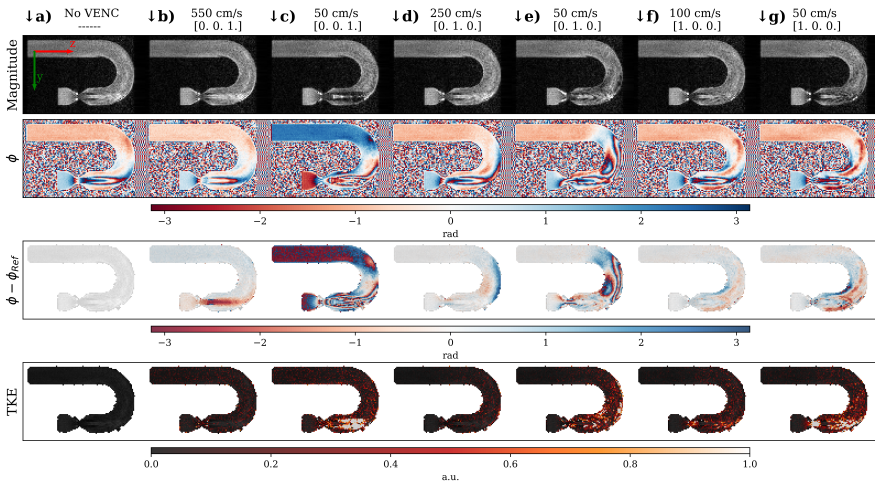 ↓a) No VENC
------
↓b) 550 cm/s
[0. 0. 1.]
↓c) 50 cm/s
[0. 0. 1.]
↓d) 250 cm/s
[0. 1. 0.]
↓e) 50 cm/s
[0. 1. 0.]
↓f) 100 cm/s
[1. 0. 0.]
↓g) 50 cm/s
[1. 0. 0.]
Magnitude
z
y
ϕ
−3 −2 −1 0 1 2 3
rad
ϕ − ϕRef
−3 −2 −1 0 1 2 3
rad
TKE
0.0 0.2 0.4 0.6 0.8 1.0
a.u.